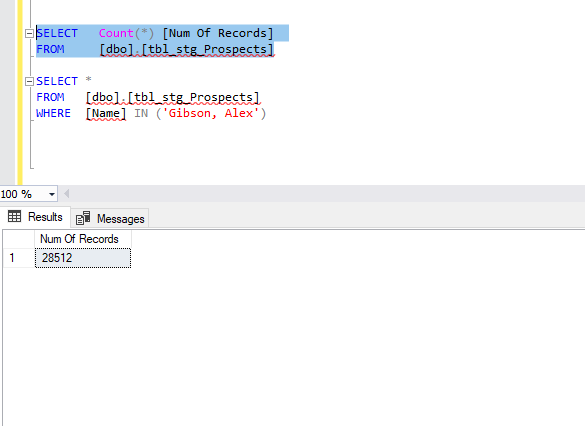 SELECT Count(*) [Num Of Records]
FROM [dbo].[tbl_stg_Prospects]
SELECT *
FROM [dbo].[tbl_stg_Prospects]
WHERE [Name] IN ('Gibson, Alex')
100 %
Results Messages
Num Of Records
1 28512